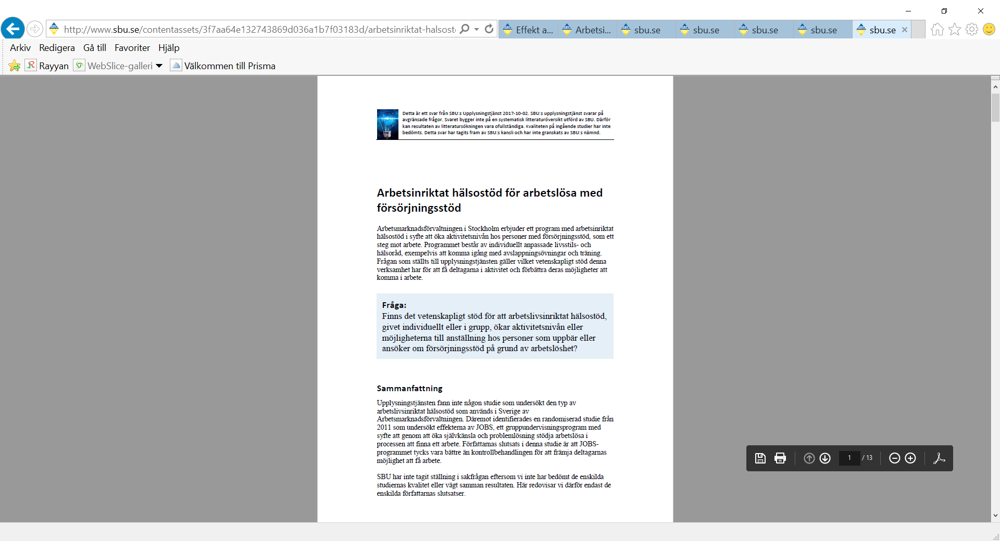 http://www.sbu.se/contentassets/3f7aa64e132743869d036a1b7f03183d/arbetsinriktat-halsost
Effekt a...
Arbetsi...
sbu.se
sbu.se
sbu.se
sbu.se
sbu.se
Arkiv Redigera Gå till Favoriter Hjälp
Rayyan WebSlice-galleri Välkommen till Prisma
Detta är ett svar från SBU:s Upplysningstjänst 2017-10-02. SBU:s upplysningstjänst svarar på
avgränsade frågor. Svaret bygger inte på en systematisk litteraturöversikt utförd av SBU. Därför
kan resultaten av litteratursökningen vara ofullständiga. Kvaliteten på ingående studier har inte
bedömts. Detta svar har tagits fram av SBU:s kansli och har inte granskats av SBU:s nämnd.
Arbetsinriktat hälsostöd för arbetslösa med
försörjningsstöd
Arbetsmarknadsförvaltningen i Stockholm erbjuder ett program med arbetsinriktat
hälsostöd i syfte att öka aktivitetsnivån hos personer med försörjningsstöd, som ett
steg mot arbete. Programmet består av individuellt anpassade livsstils- och
hälsoråd, exempelvis att komma igång med avslappningsövningar och träning.
Frågan som ställts till upplysningstjänsten gäller vilket vetenskapligt stöd denna
verksamhet har för att få deltagarna i aktivitet och förbättra deras möjligheter att
komma i arbete.
Fråga:
Finns det vetenskapligt stöd för att arbetslivsinriktat hälsostöd,
givet individuellt eller i grupp, ökar aktivitetsnivån eller
möjligheterna till anställning hos personer som uppbär eller
ansöker om försörjningsstöd på grund av arbetslöshet?
Sammanfattning
Upplysningstjänsten fann inte någon studie som undersökt den typ av
arbetslivsinriktat hälsostöd som används i Sverige av
Arbetsmarknadsförvaltningen. Däremot identifierades en randomiserad studie från
2011 som undersökt effekterna av JOBS, ett gruppundervisningsprogram med
syfte att genom att öka självkänsla och problemlösning stödja arbetslösa i
processen att finna ett arbete. Författarnas slutsats i denna studie är att JOBS-
programmet tycks vara bättre än kontrollbehandlingen för att främja deltagarnas
möjlighet att få arbete.
SBU har inte tagit ställning i sakfrågan eftersom vi inte har bedömt de enskilda
studiernas kvalitet eller vägt samman resultaten. Här redovisar vi därför endast de
enskilda författarnas slutsatser.
1 / 13